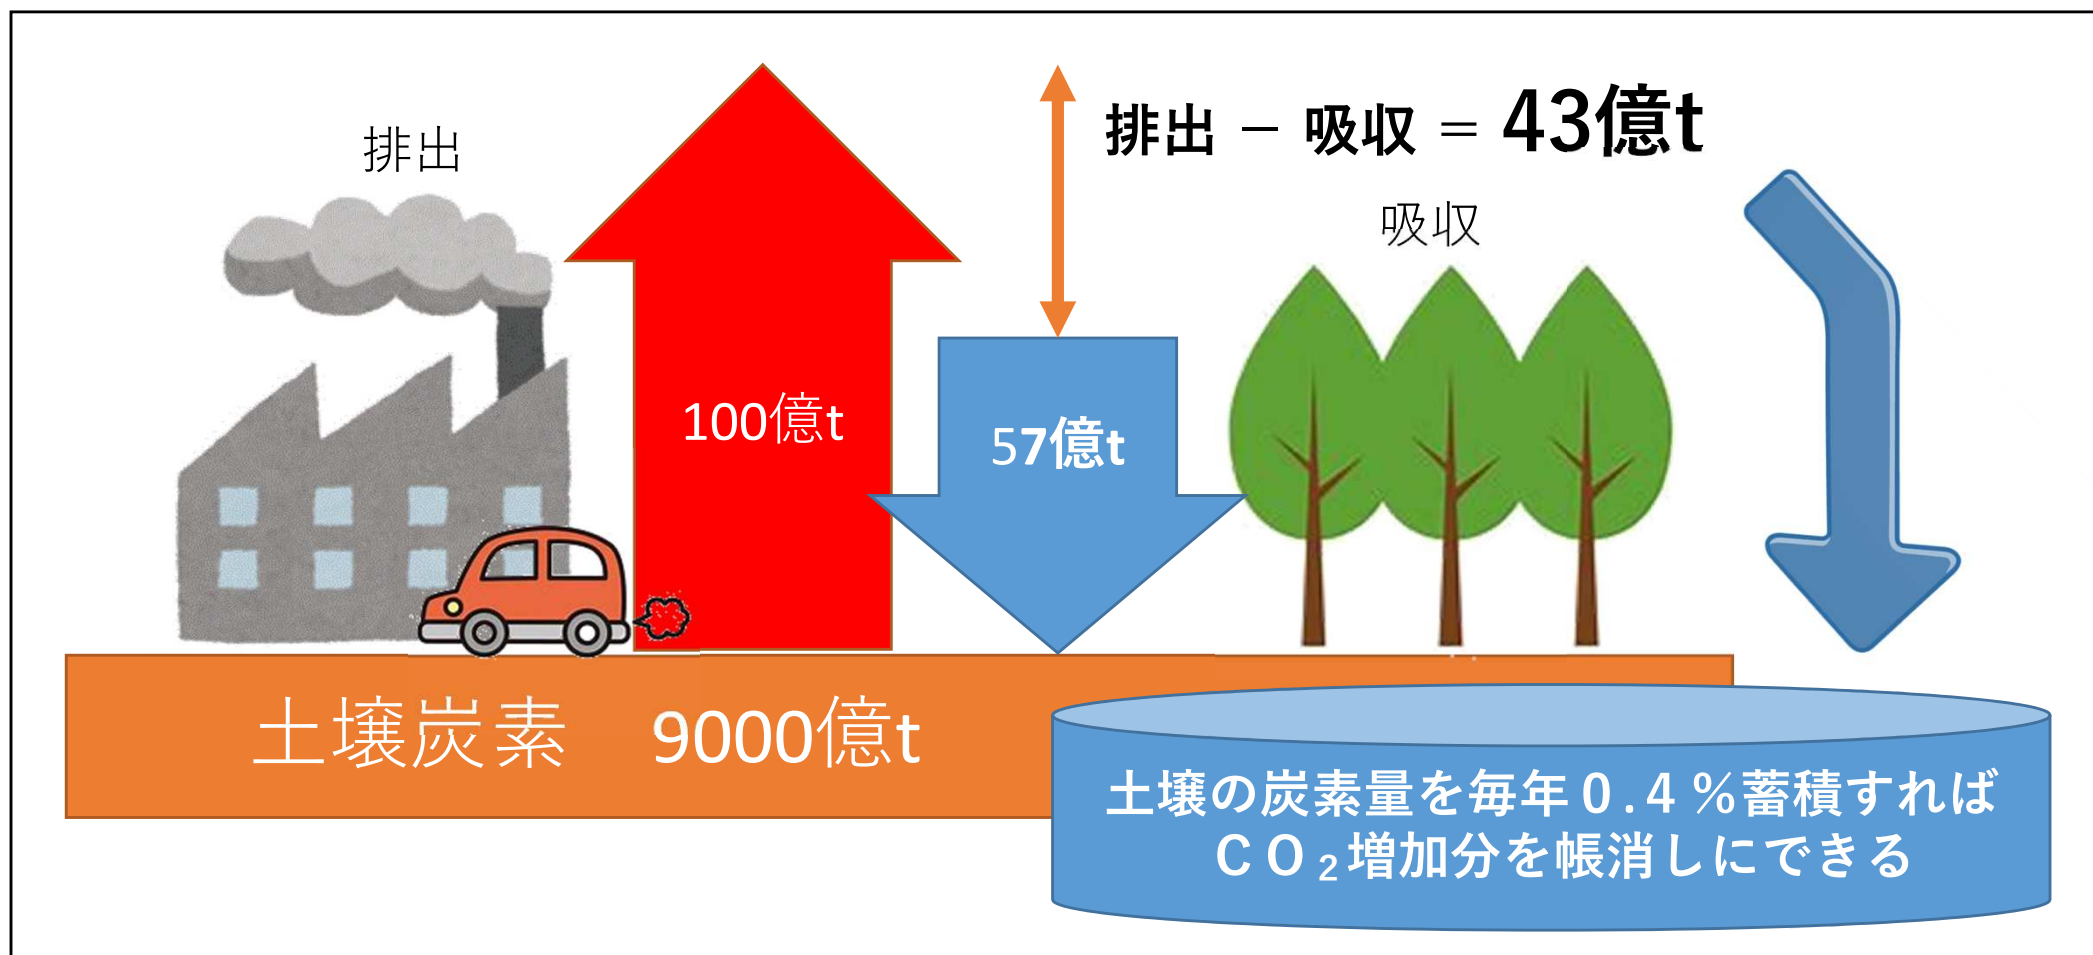 排出 － 吸収 ＝ 43億t
排出
吸収
100億t
57億t
土壌炭素　9000億t
土壌の炭素量を毎年０.４％蓄積すれば
ＣＯ₂増加分を帳消しにできる